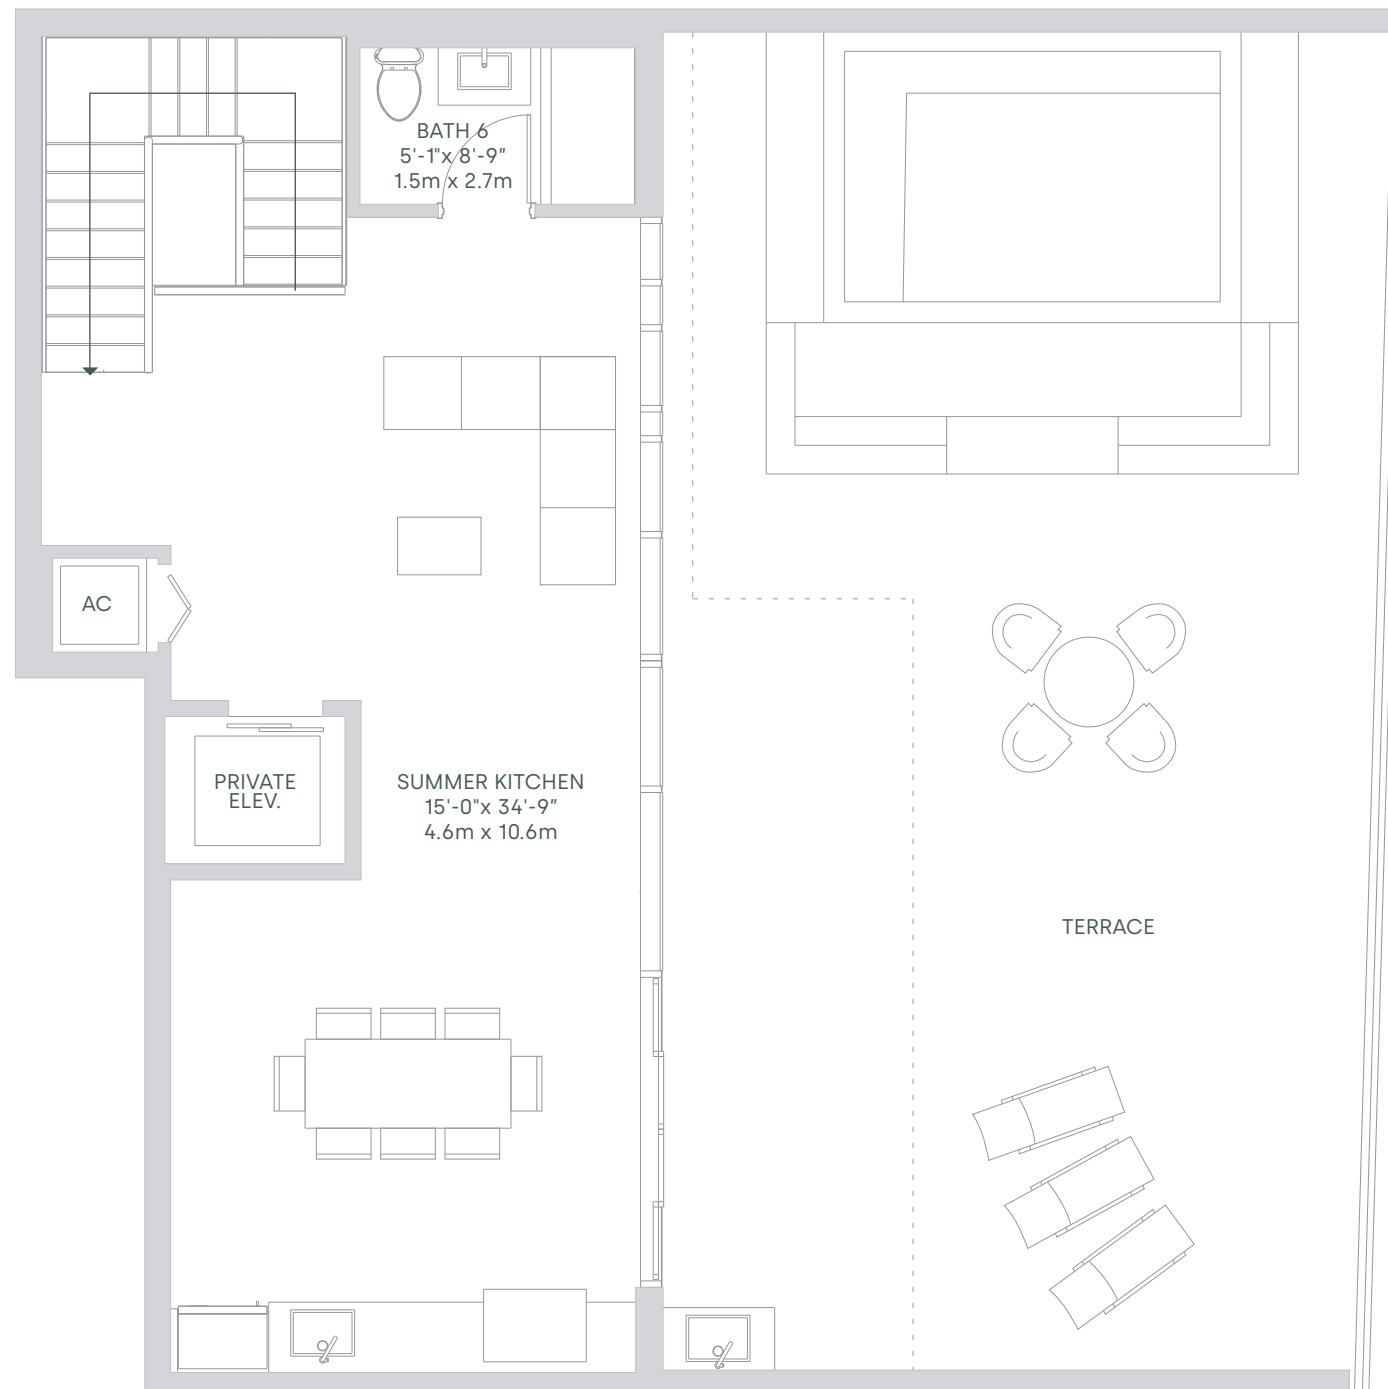 BATH 6
5'-1"x 8'-9"
1.5m x 2.7m
AC
PRIVATE
ELEV.
SUMMER KITCHEN
15'-0"x 34'-9"
4.6m x 10.6m
TERRACE